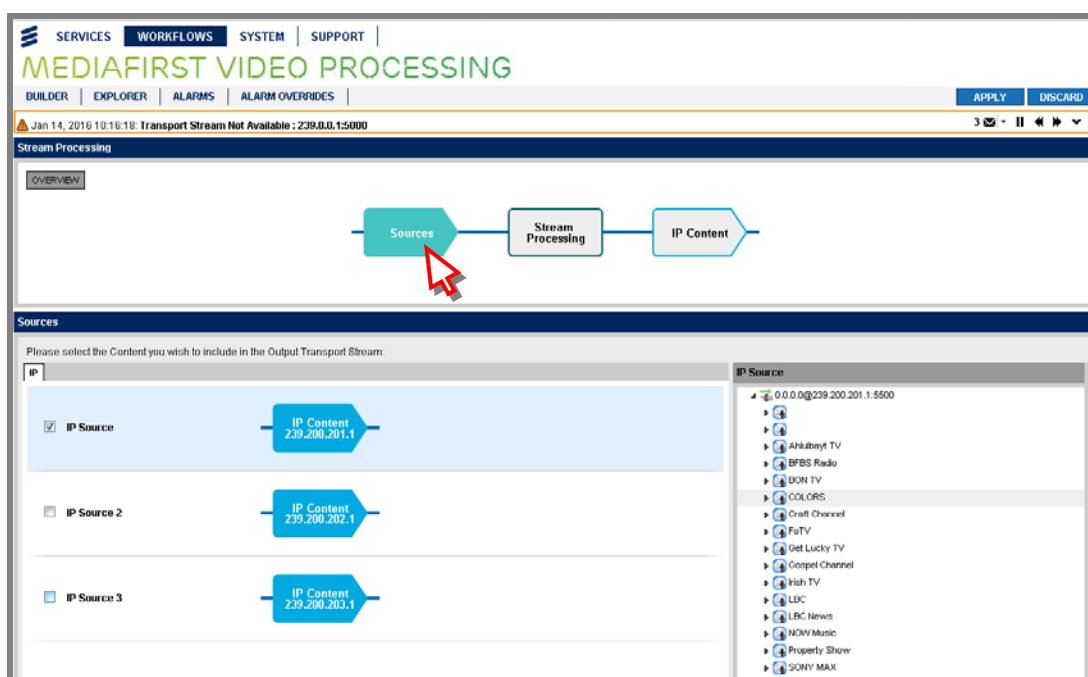 SERVICES WORKFLOWS SYSTEM SUPPORT
MEDIAFIRST VIDEO PROCESSING
BUILDER EXPLORER ALARMS ALARM OVERRIDES APPLY DISCARD
Jan 14, 2016 10:16:18: Transport Stream Not Available : 239.0.0.1:5000 3
Stream Processing
OVERVIEW
Sources
Stream
Processing
IP Content
Sources
Please select the Content you wish to include in the Output Transport Stream:
IP
IP Source
IP Content
239.200.201.1
IP Source 2
IP Content
239.200.202.1
IP Source 3
IP Content
239.200.203.1
IP Source
0.0.0.0@239.200.201.1:5500
Ahlulbayt TV
BFBS Radio
BON TV
COLORS
Craft Channel
FoTV
Get Lucky TV
Gospel Channel
Irish TV
LBC
LBC News
NOW Music
Property Show
SONY MAX